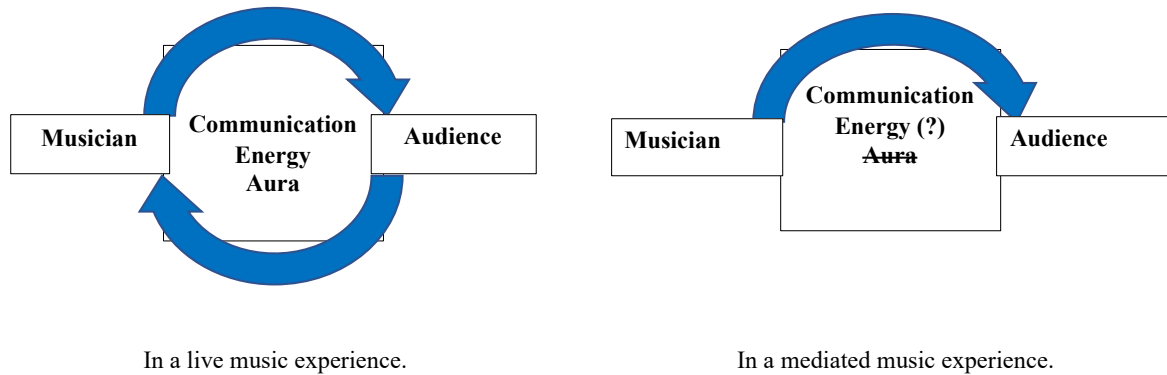 Musician
Communication
Energy
Aura
Audience
In a live music experience.
Musician
Communication
Energy (?)
Aura
Audience
In a mediated music experience.